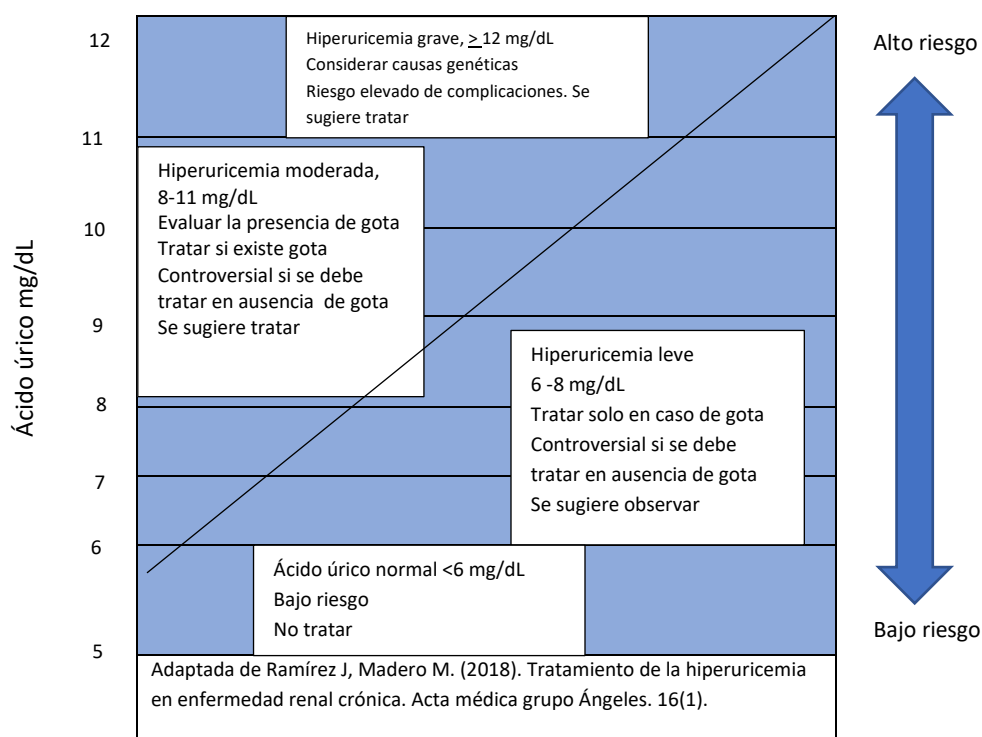 12
Hiperuricemia grave, > 12 mg/dL
Considerar causas genéticas
Riesgo elevado de complicaciones. Se
sugiere tratar
Alto riesgo
11
Hiperuricemia moderada,
8-11 mg/dL
Evaluar la presencia de gota
Tratar si existe gota
Controversial si se debe
tratar en ausencia de gota
Se sugiere tratar
10
9
Ácido úrico mg/dL
Hiperuricemia leve
6 -8 mg/dL
Tratar solo en caso de gota
Controversial si se debe
tratar en ausencia de gota
Se sugiere observar
8
7
6
Ácido úrico normal <6 mg/dL
Bajo riesgo
No tratar
Bajo riesgo
5
Adaptada de Ramírez J, Madero M. (2018). Tratamiento de la hiperuricemia
en enfermedad renal crónica. Acta médica grupo Ángeles. 16(1).